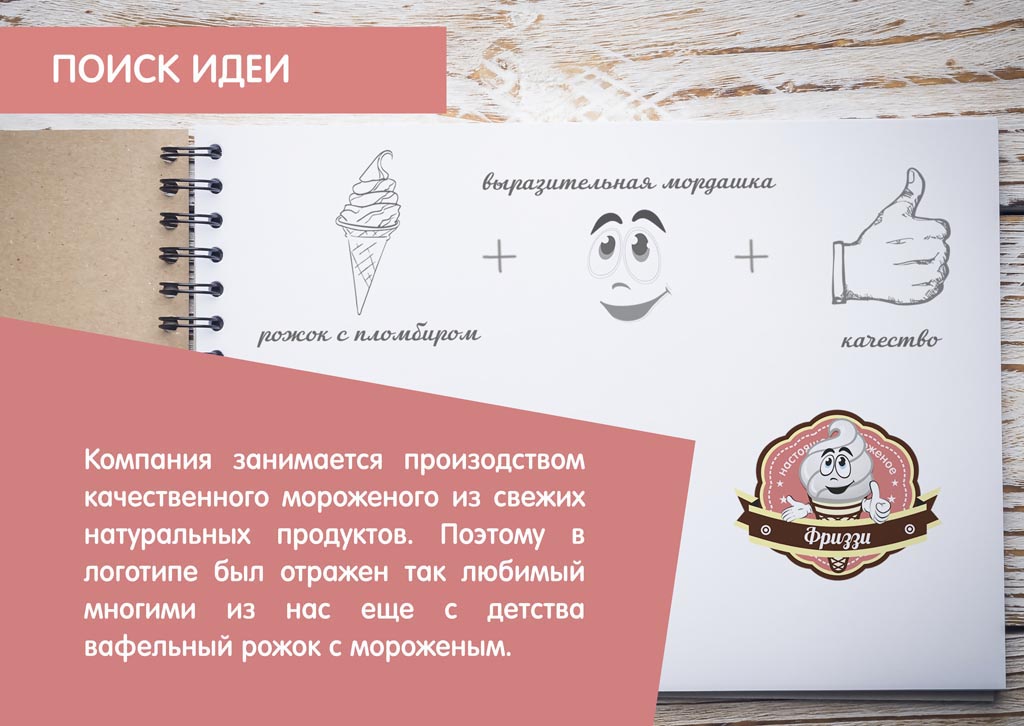 ПОИСК ИДЕИ
выразительная мордашка
рожок с пломбиром
качество
Компания занимается произодством
качественного мороженого из свежих
натуральных продуктов. Поэтому в
логотипе был отражен так любимый
многими из нас еще с детства
вафельный рожок с мороженым.
Фриззи